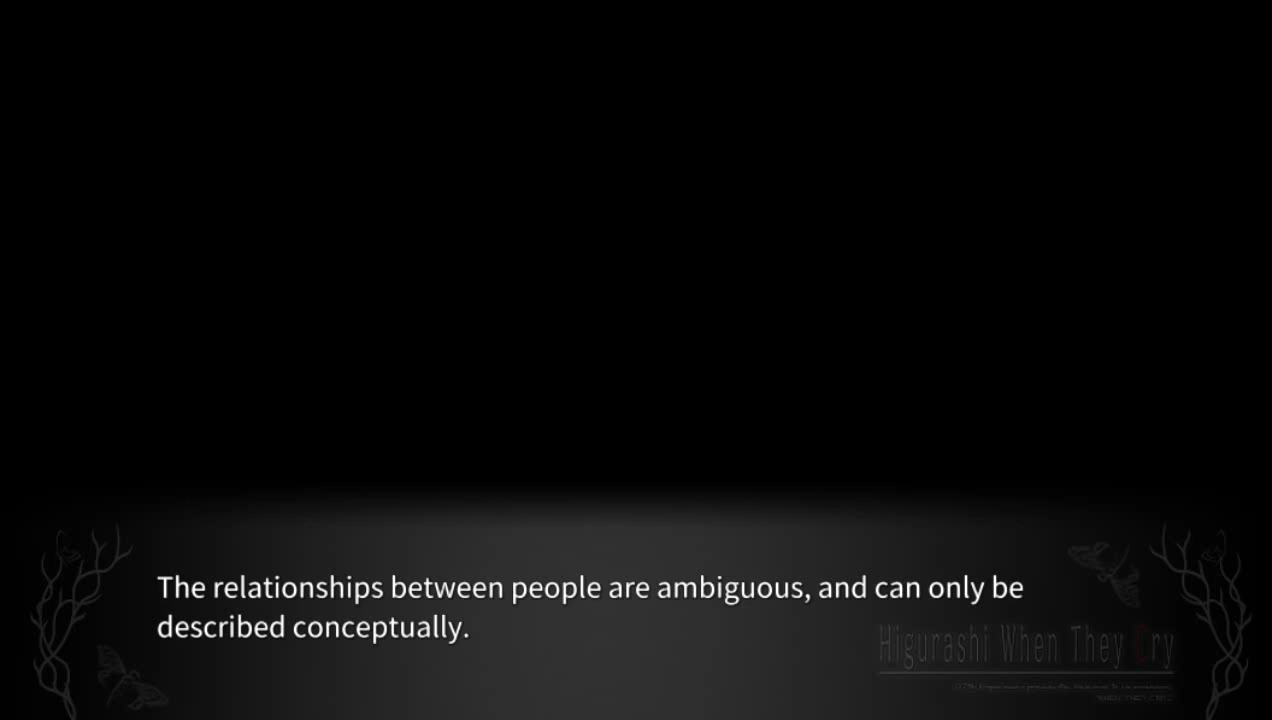 The relationships between people are ambiguous, and can only be
described conceptually.
Higurashi When They Cry